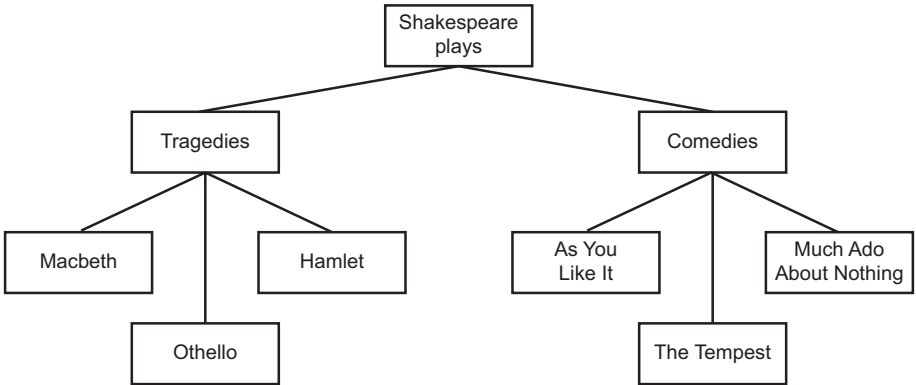 Shakespeare
plays
Tragedies
Comedies
Macbeth
Hamlet
As You
Like It
Much Ado
About Nothing
Othello
The Tempest